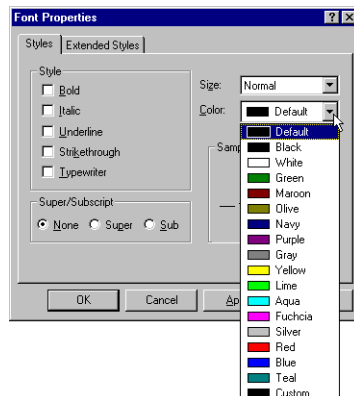 Font Properties
Styles
Extended Styles
Style
Bold
Italic
Underline
Strikethrough
Typewriter
Super/Subscript
None
Super
Sub
Size:
Normal
Color:
Default
Default
Black
White
Green
Maroon
Olive
Navy
Purple
Gray
Yellow
Lime
Aqua
Fuchcia
Silver
Red
Blue
Teal
Custom
Samp
OK
Cancel
Ap